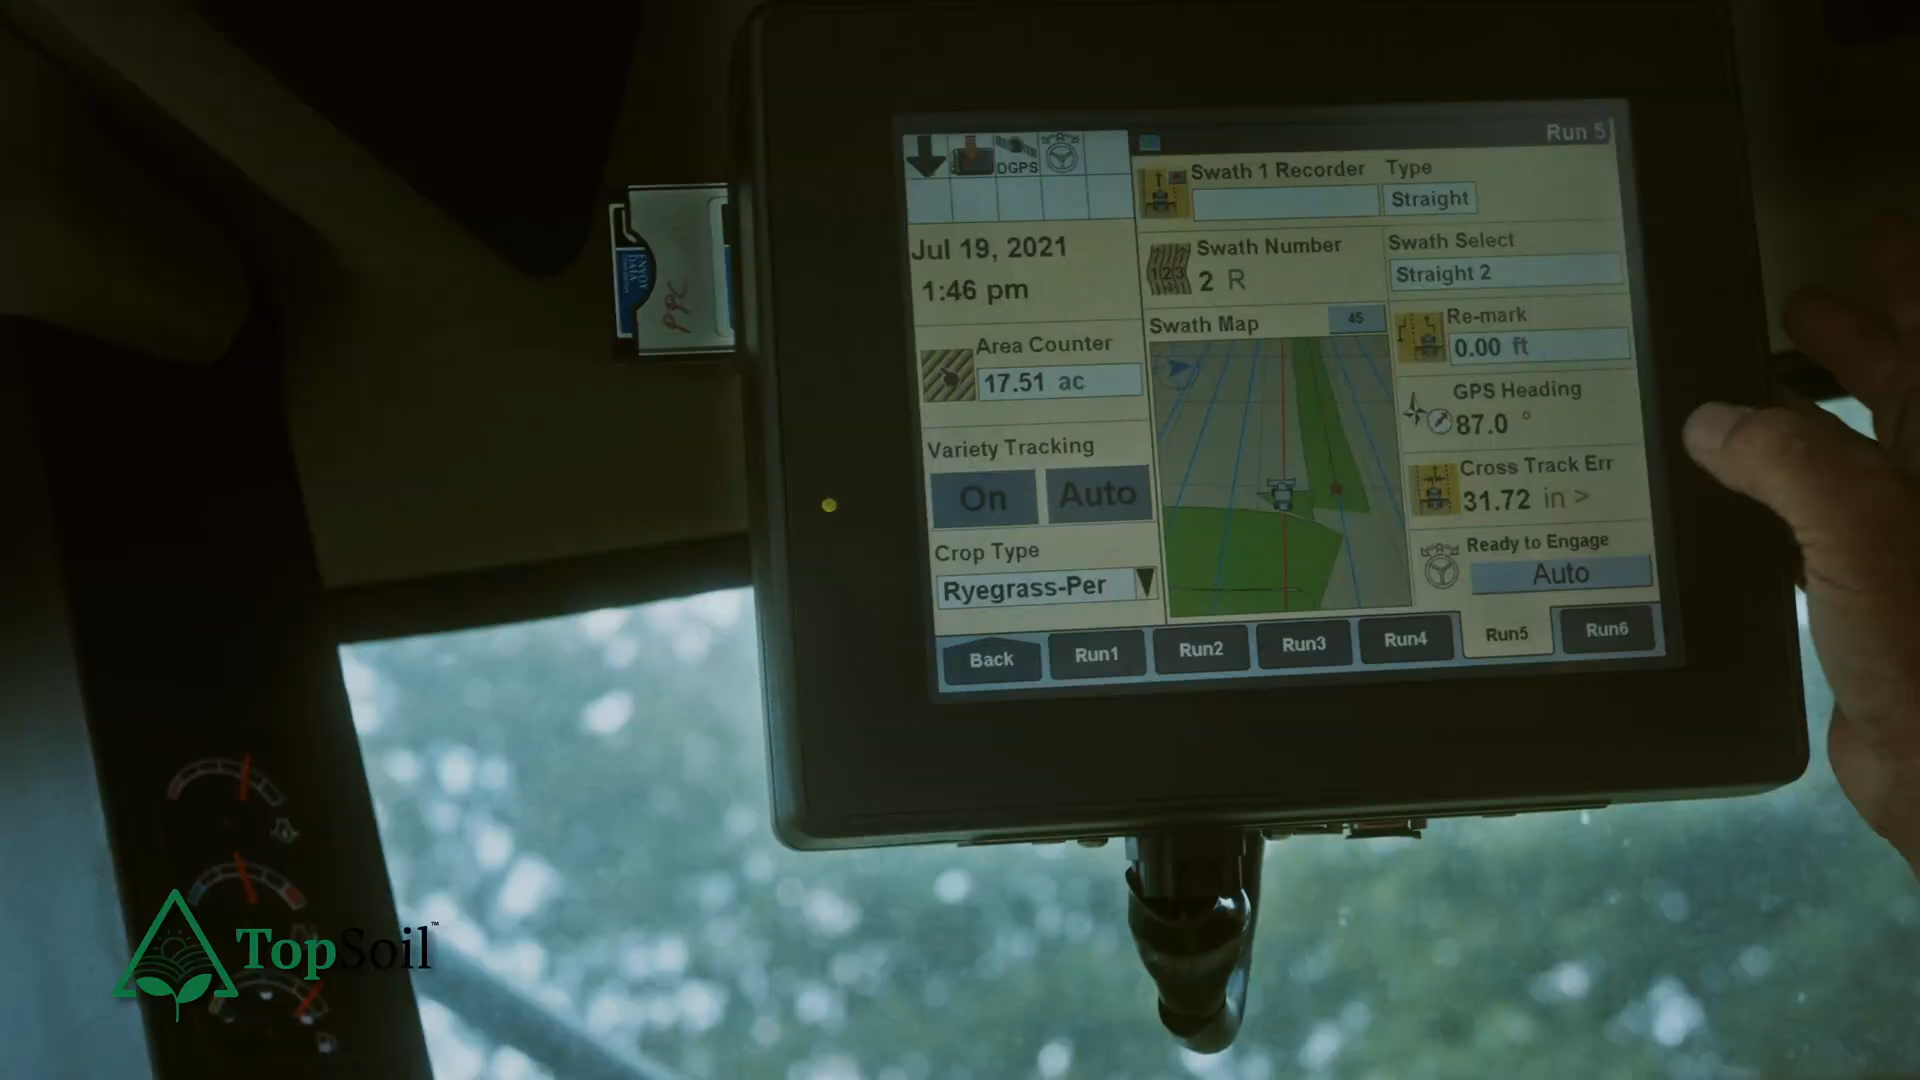 Run 5
DGPS
Swath 1 Recorder
Type
Straight
Jul 19, 2021
1:46 pm
Swath Number
2 R
Swath Select
Straight 2
Area Counter
17.51 ac
Swath Map
45
Re-mark
0.00 ft
GPS Heading
87.0 °
Variety Tracking
On
Auto
Cross Track Err
31.72 in >
Crop Type
Ryegrass-Per
Ready to Engage
Auto
Back
Run1
Run2
Run3
Run4
Run5
Run6
TopSoil™